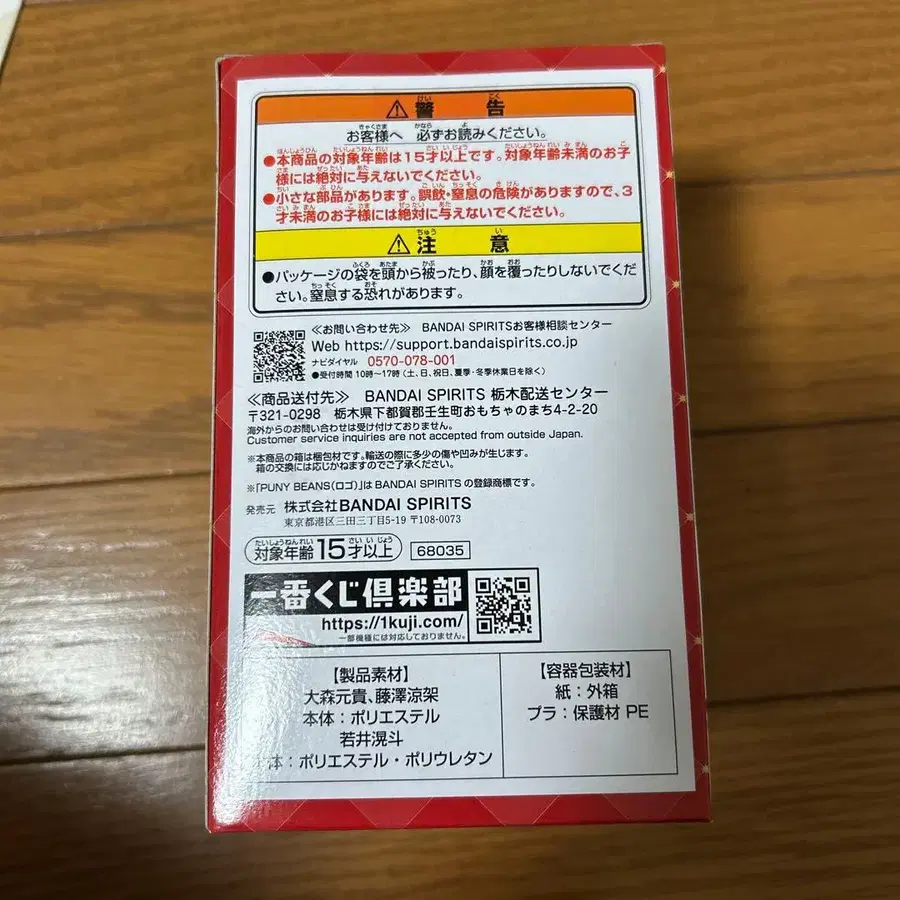 ⚠警告
お客様へ 必ずお読みください。
●本商品の対象年齢は15才以上です。対象年齢未満のお子
様には絶対に与えないでください。
●小さな部品があります。誤飲・窒息の危険がありますので、3
才未満のお子様には絶対に与えないでください。
⚠注意
●パッケージの袋を頭から被ったり、顔を覆ったりしないでくだ
さい。窒息する恐れがあります。
≪お問い合わせ先≫ BANDAI SPIRITSお客様相談センター
Web https://support.bandaispirits.co.jp
ナビダイヤル 0570-078-001
●受付時間 10時～17時（土、日、祝日、夏季・冬季休業日を除く）
≪商品送付先≫ BANDAI SPIRITS 栃木配送センター
〒321-0298 栃木県下都賀郡壬生町おもちゃのまち4-2-20
海外からのお問い合わせは受け付けておりません。
Customer service inquiries are not accepted from outside Japan.
※本商品の箱は梱包材です。輸送の際に多少の傷や凹みが生じます。
箱の交換には応じかねますのでご了承ください。
※「PUNY BEANS（ロゴ）」は BANDAI SPIRITS の登録商標です。
発売元 株式会社BANDAI SPIRITS
東京都港区三田三丁目5-19 〒108-0073
対象年齢15才以上 68035
一番くじ倶楽部
https://1kuji.com/
一部機種には対応しておりません。
【製品素材】
大森元貴、藤澤涼架
本体：ポリエステル
若井滉斗
本体：ポリエステル・ポリウレタン
【容器包装材】
紙：外箱
プラ：保護材 PE